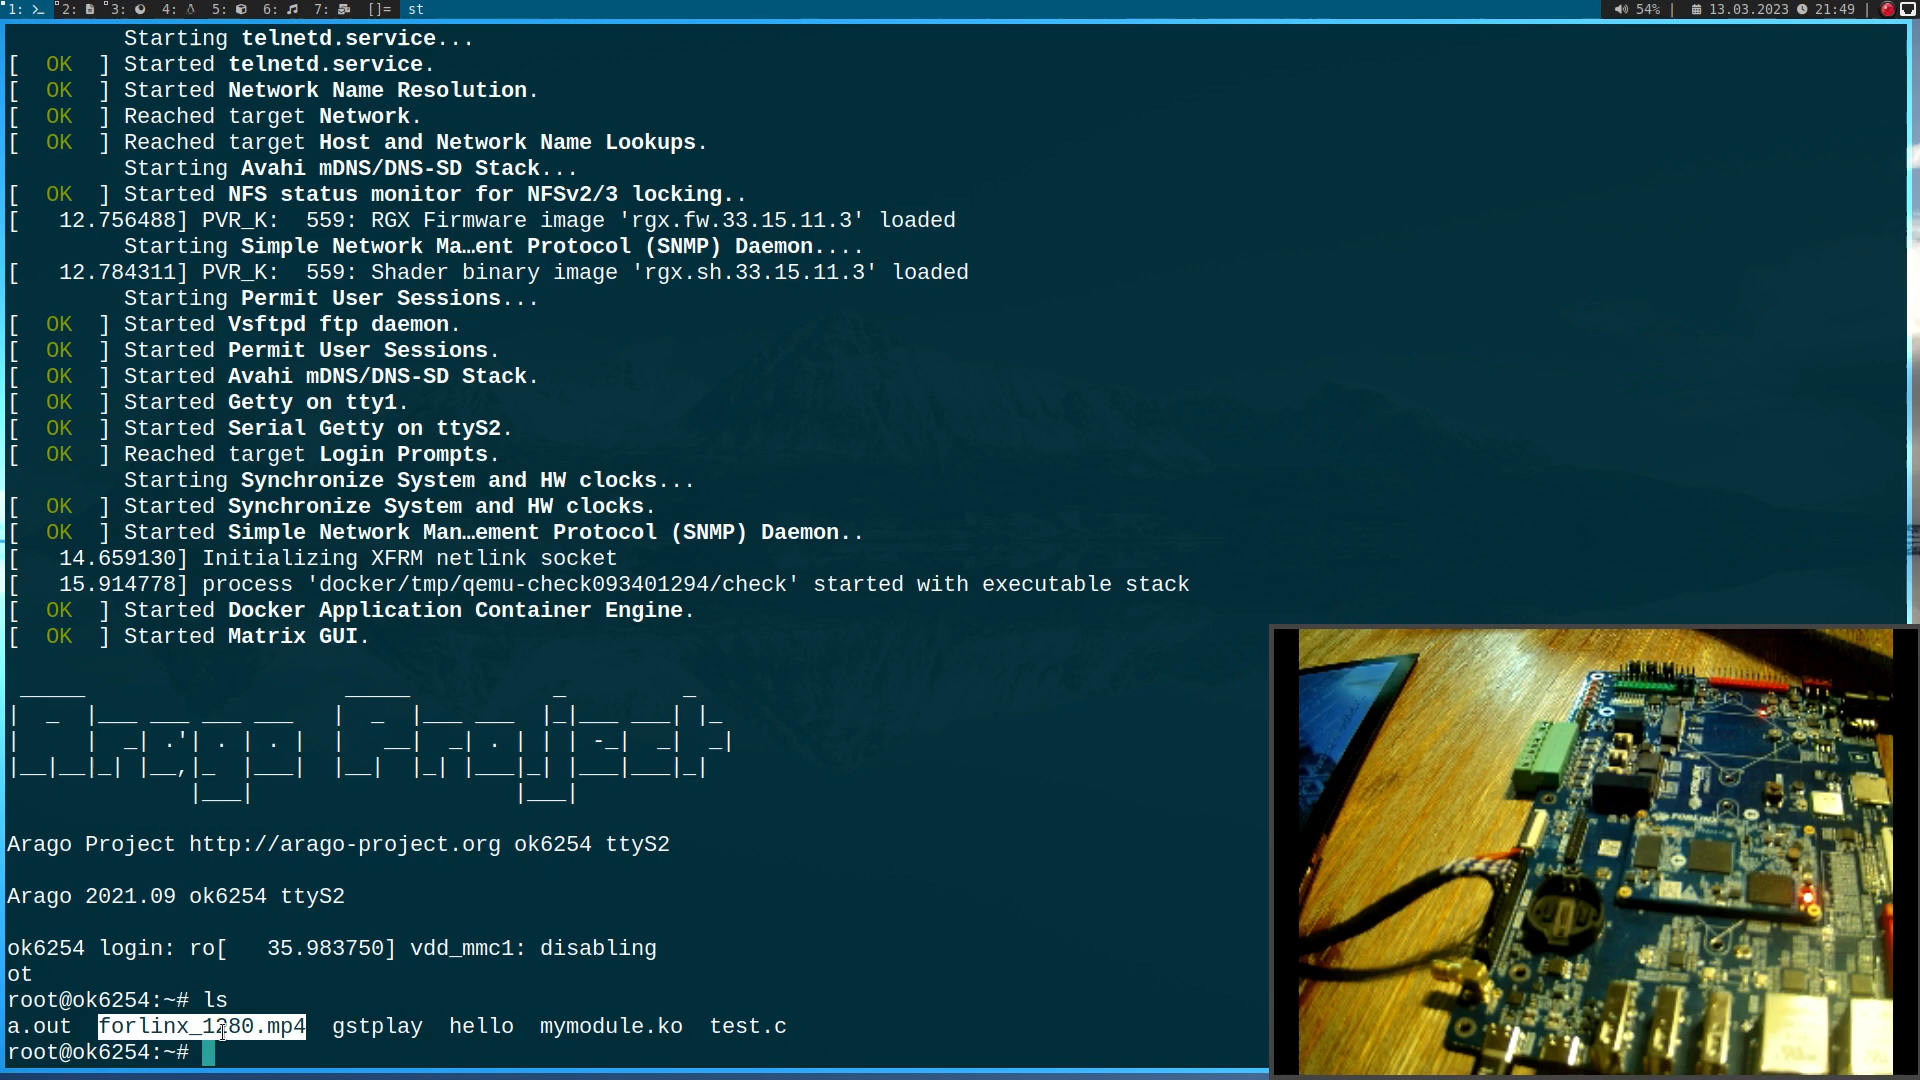 1: 2: 3: 4: 5: 6: 7: []= st 54% | 13.03.2023 21:49 |
Starting telnetd.service...
[ OK ] Started telnetd.service.
[ OK ] Started Network Name Resolution.
[ OK ] Reached target Network.
[ OK ] Reached target Host and Network Name Lookups.
Starting Avahi mDNS/DNS-SD Stack...
[ OK ] Started NFS status monitor for NFSv2/3 locking..
[ 12.756488] PVR_K: 559: RGX Firmware image 'rgx.fw.33.15.11.3' loaded
Starting Simple Network Ma…ent Protocol (SNMP) Daemon....
[ 12.784311] PVR_K: 559: Shader binary image 'rgx.sh.33.15.11.3' loaded
Starting Permit User Sessions...
[ OK ] Started Vsftpd ftp daemon.
[ OK ] Started Permit User Sessions.
[ OK ] Started Avahi mDNS/DNS-SD Stack.
[ OK ] Started Getty on tty1.
[ OK ] Started Serial Getty on ttyS2.
[ OK ] Reached target Login Prompts.
Starting Synchronize System and HW clocks...
[ OK ] Started Synchronize System and HW clocks.
[ OK ] Started Simple Network Man…ement Protocol (SNMP) Daemon..
[ 14.659130] Initializing XFRM netlink socket
[ 15.914778] process 'docker/tmp/qemu-check093401294/check' started with executable stack
[ OK ] Started Docker Application Container Engine.
[ OK ] Started Matrix GUI.
Arago Project
Arago Project http://arago-project.org ok6254 ttyS2
Arago 2021.09 ok6254 ttyS2
ok6254 login: ro[ 35.983750] vdd_mmc1: disabling
ot
root@ok6254:~# ls
a.out forlinx_1280.mp4 gstplay hello mymodule.ko test.c
root@ok6254:~#